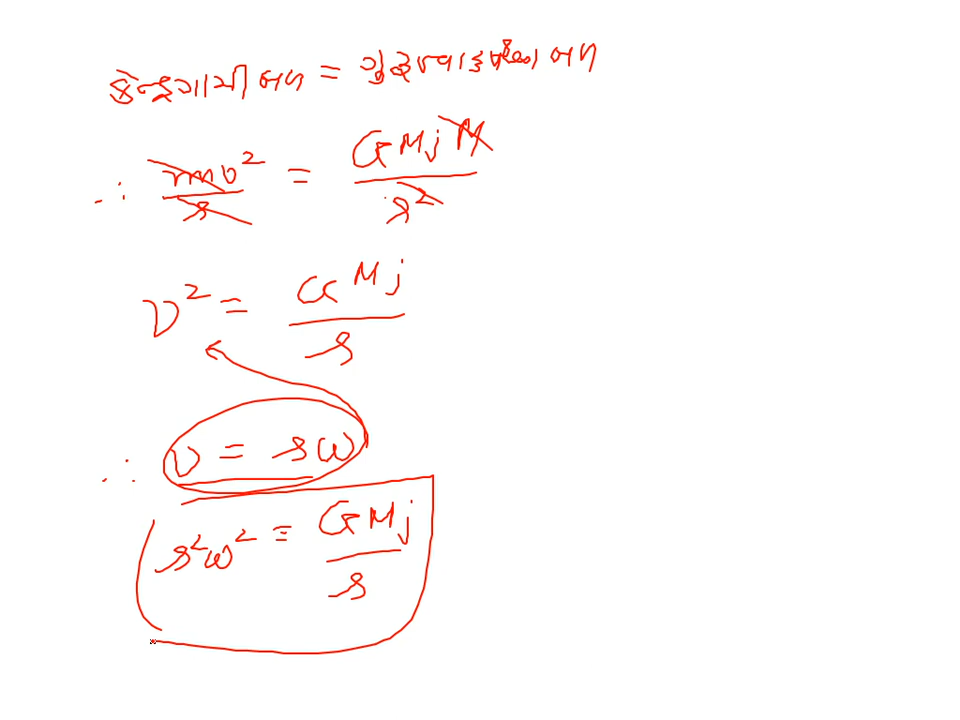 કેન્દ્રગામી બળ = ગુરુત્વાકર્ષણ બળ
∴ mv²/r = GMjM/r²
v² = GMj/r
∴ v = rω
r²ω² = GMj/r